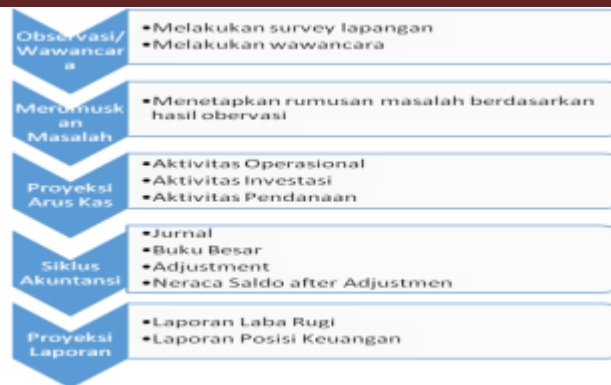 Observasi/
Wawancar
a
•Melakukan survey lapangan
•Melakukan wawancara
Merumusk
an
Masalah
•Menetapkan rumusan masalah berdasarkan
hasil obervasi
Proyeksi
Arus Kas
•Aktivitas Operasional
•Aktivitas Investasi
•Aktivitas Pendanaan
Siklus
Akuntansi
•Jurnal
•Buku Besar
•Adjustment
•Neraca Saldo after Adjustmen
Proyeksi
Laporan
•Laporan Laba Rugi
•Laporan Posisi Keuangan